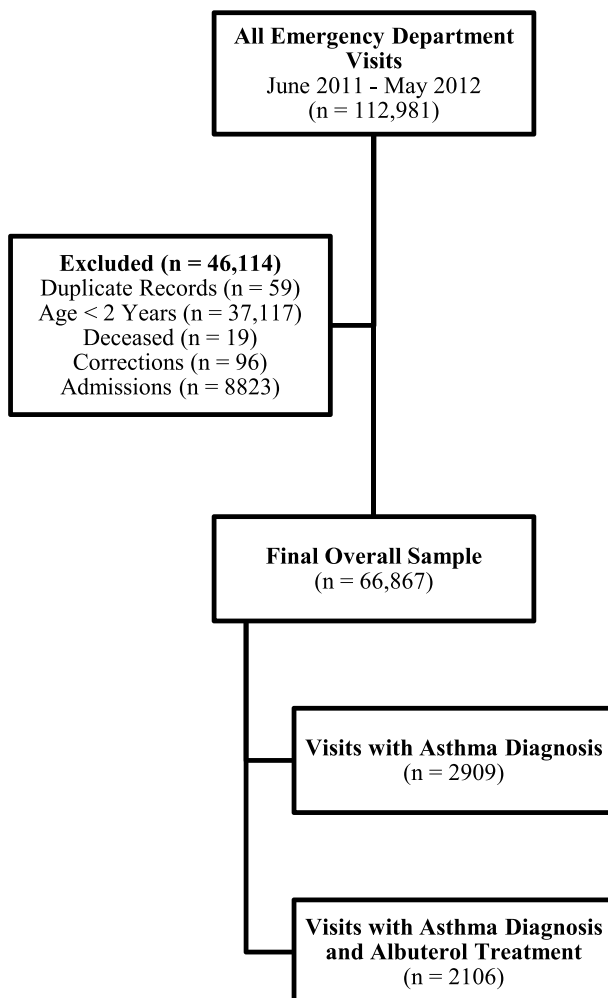 All Emergency Department
Visits
June 2011 - May 2012
(n = 112,981)
Excluded (n = 46,114)
Duplicate Records (n = 59)
Age < 2 Years (n = 37,117)
Deceased (n = 19)
Corrections (n = 96)
Admissions (n = 8823)
Final Overall Sample
(n = 66,867)
Visits with Asthma Diagnosis
(n = 2909)
Visits with Asthma Diagnosis
and Albuterol Treatment
(n = 2106)